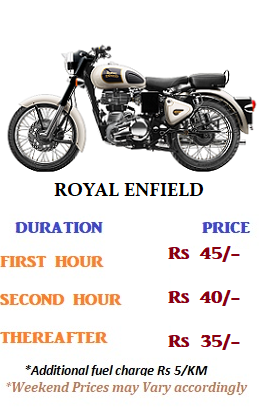 ROYAL ENFIELD
DURATION PRICE
FIRST HOUR Rs 45/-
SECOND HOUR Rs 40/-
THEREAFTER Rs 35/-
*Additional fuel charge Rs 5/KM
*Weekend Prices may Vary accordingly